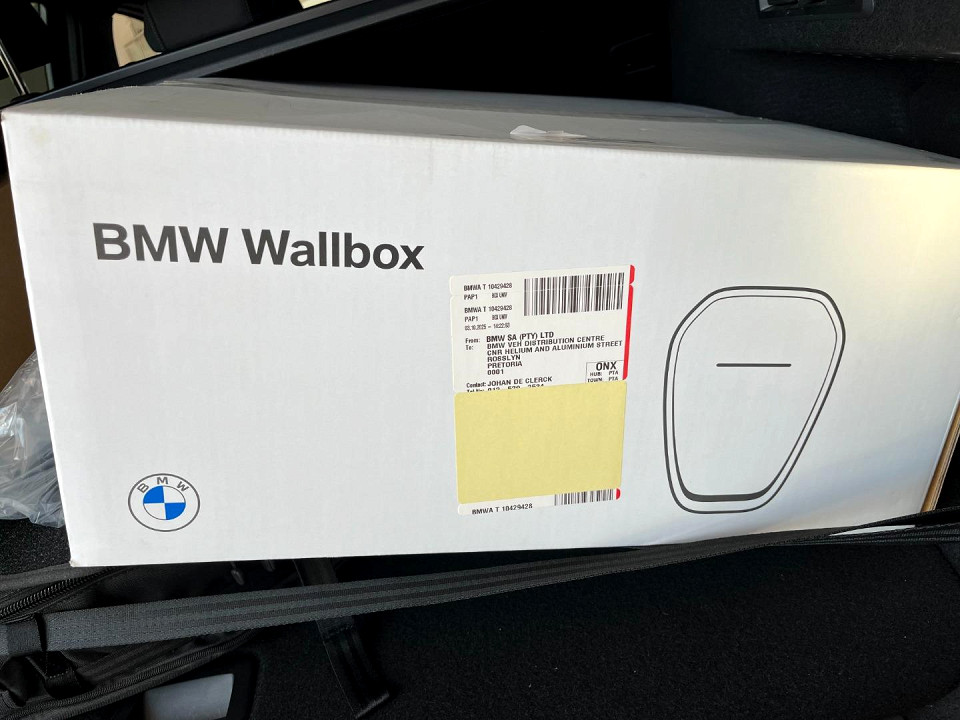 BMW Wallbox
BMWA T 10429428
PAP1
BMWA T 10429428
PAP1
From: BMW SA (PTY) LTD
To: BMW VEH DISTRIBUTION CENTRE
CNR HELIUM AND ALUMINIUM STREET
ROSSLYN
PRETORIA
0001
ONX
HUB: PTA
TOWN: PTA
Contact: JOHAN DE CLERCK
BMWA T 10429428
BMW